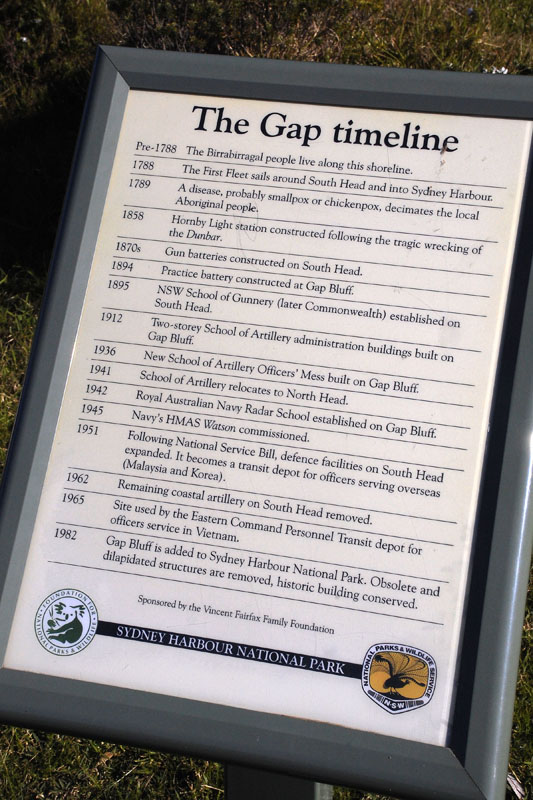 The Gap timeline
Pre-1788 The Birrabirragal people live along this shoreline.
1788 The First Fleet sails around South Head and into Sydney Harbour.
1789 A disease, probably smallpox or chickenpox, decimates the local
Aboriginal people.
1858 Hornby Light station constructed following the tragic wrecking of
the Dunbar.
1870s Gun batteries constructed on South Head.
1894 Practice battery constructed at Gap Bluff.
1895 NSW School of Gunnery (later Commonwealth) established on
South Head.
1912 Two-storey School of Artillery administration buildings built on
Gap Bluff.
1936 New School of Artillery Officers' Mess built on Gap Bluff.
1941 School of Artillery relocates to North Head.
1942 Royal Australian Navy Radar School established on Gap Bluff.
1945 Navy's HMAS Watson commissioned.
1951 Following National Service Bill, defence facilities on South Head
expanded. It becomes a transit depot for officers serving overseas
(Malaysia and Korea).
1962 Remaining coastal artillery on South Head removed.
1965 Site used by the Eastern Command Personnel Transit depot for
officers service in Vietnam.
1982 Gap Bluff is added to Sydney Harbour National Park. Obsolete and
dilapidated structures are removed, historic building conserved.
Sponsored by the Vincent Fairfax Family Foundation
• FOUNDATION FOR •
NATIONAL PARKS & WILDLIFE
SYDNEY HARBOUR NATIONAL PARK
NATIONAL PARKS & WILDLIFE SERVICE
N·S·W